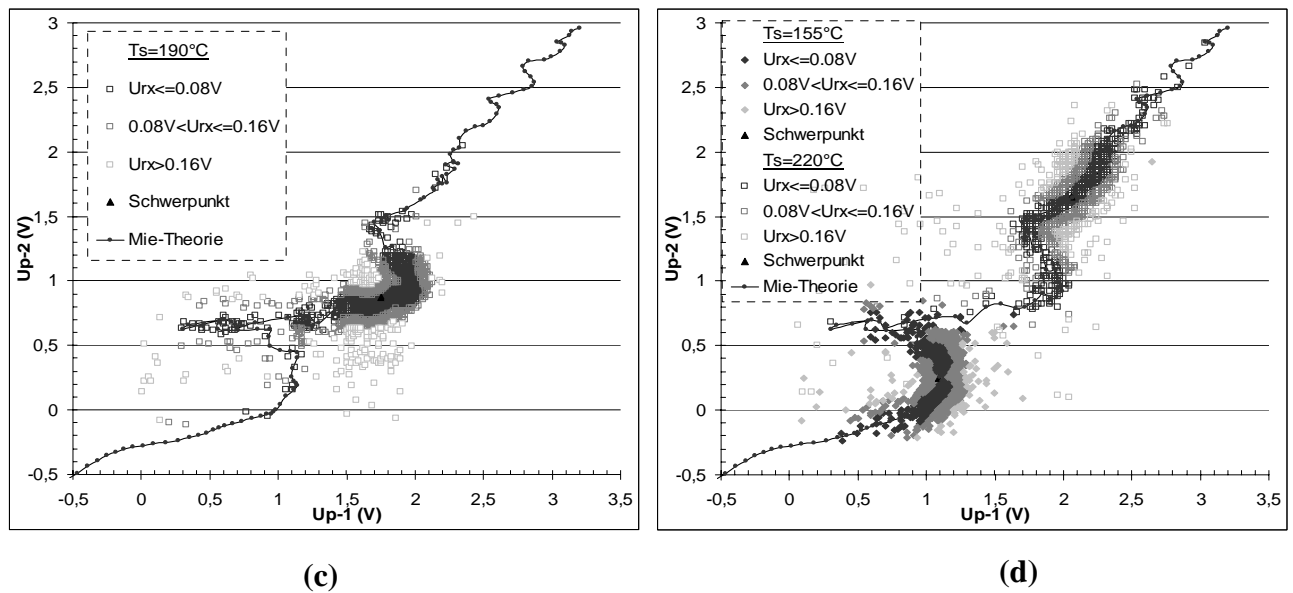 3
2,5
2
1,5
1
0,5
0
-0,5
Up-2 (V)
Ts=190°C
Urx<=0.08V
0.08V<Urx<=0.16V
Urx>0.16V
Schwerpunkt
Mie-Theorie
-0,5 0 0,5 1 1,5 2 2,5 3 3,5
Up-1 (V)
(c)
3
2,5
2
1,5
1
0,5
0
-0,5
Up-2 (V)
Ts=155°C
Urx<=0.08V
0.08V<Urx<=0.16V
Urx>0.16V
Schwerpunkt
Ts=220°C
Urx<=0.08V
0.08V<Urx<=0.16V
Urx>0.16V
Schwerpunkt
Mie-Theorie
-0,5 0 0,5 1 1,5 2 2,5 3 3,5
Up-1 (V)
(d)